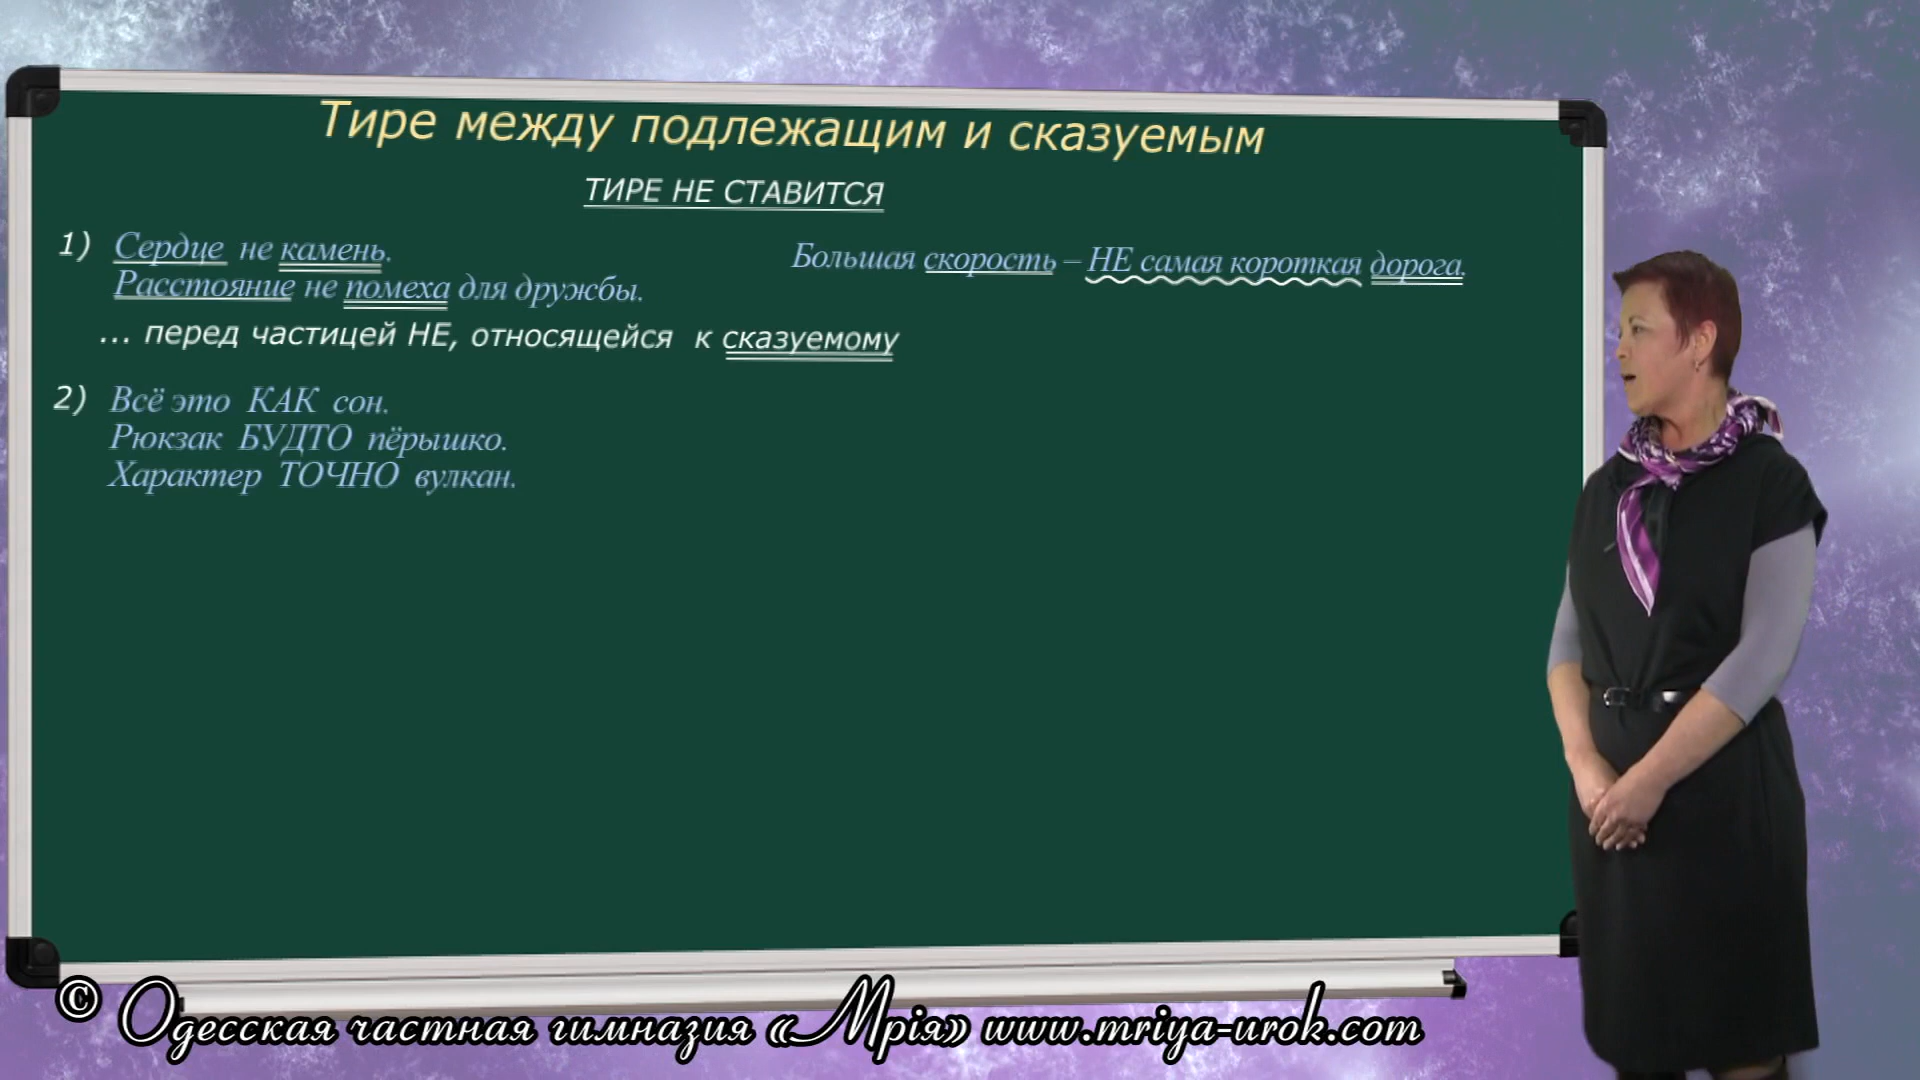 Тире между подлежащим и сказуемым
ТИРЕ НЕ СТАВИТСЯ
1) Сердце не камень.
Расстояние не помеха для дружбы.
Большая скорость – НЕ самая короткая дорога.
... перед частицей НЕ, относящейся к сказуемому
2) Всё это КАК сон.
Рюкзак БУДТО пёрышко.
Характер ТОЧНО вулкан.
© Одесская частная гимназия «Мрія» www.mriya-urok.com